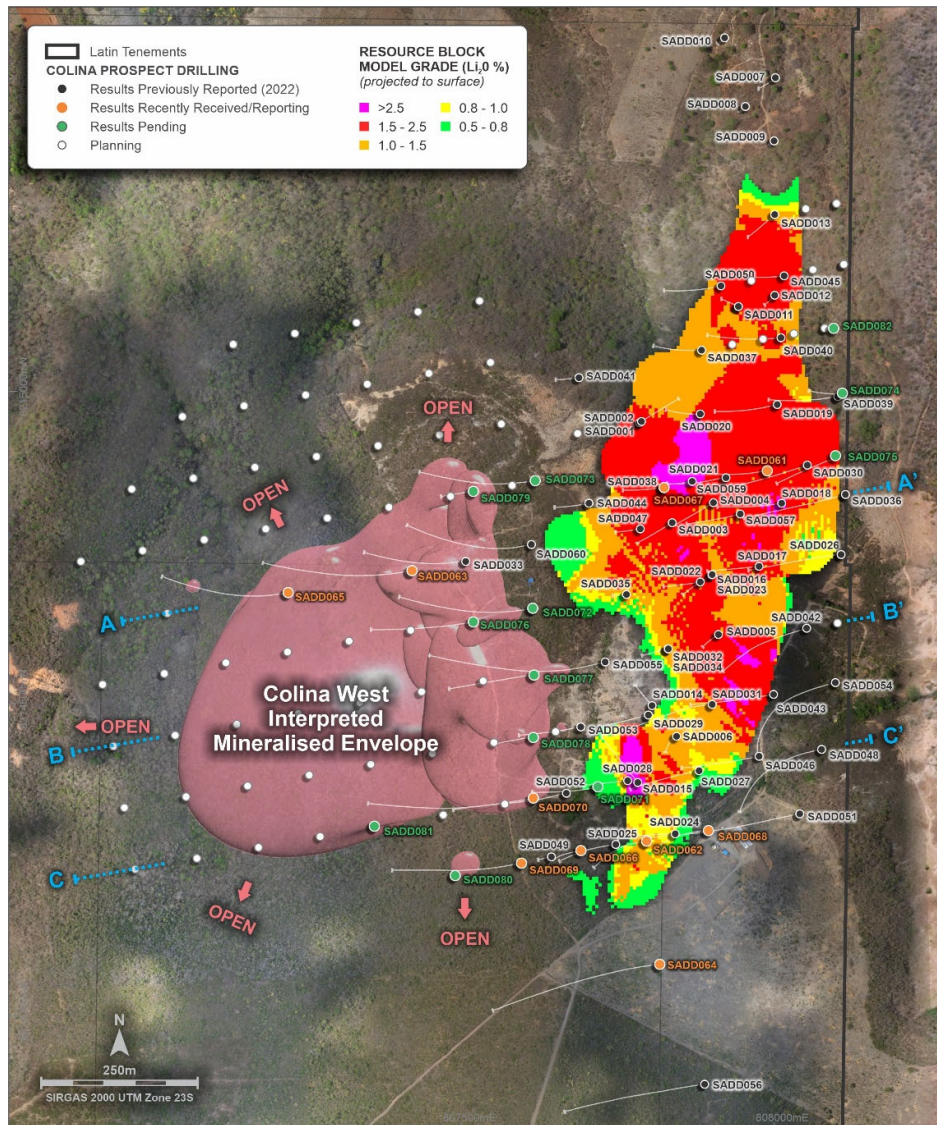 Latin Tenements
COLINA PROSPECT DRILLING
Results Previously Reported (2022)
Results Recently Received/Reporting
Results Pending
Planning
RESOURCE BLOCK
MODEL GRADE (Li₂0 %)
(projected to surface)
>2.5
1.5 - 2.5
1.0 - 1.5
0.8 - 1.0
0.5 - 0.8
SADD010
SADD007
SADD008
SADD009
SADD013
SADD050
SADD045
SADD012
SADD011
SADD082
SADD037
SADD040
SADD041
SADD074
SADD039
SADD019
SADD020
SADD002
SADD001
OPEN
SADD061
SADD075
SADD021
SADD030
SADD073
SADD079
SADD038
SADD059
SADD067
A'
SADD018
SADD036
SADD044
SADD004
SADD047
SADD003
SADD057
OPEN
SADD060
SADD017
SADD026
SADD033
SADD063
SADD022
SADD016
SADD023
SADD065
SADD035
A
SADD072
SADD076
SADD042
B'
SADD005
SADD032
SADD034
SADD055
SADD077
SADD054
Colina West
Interpreted
Mineralised Envelope
SADD014
SADD031
SADD043
OPEN
B
SADD053
SADD029
SADD078
SADD006
C'
SADD048
SADD046
SADD052
SADD028
SADD027
SADD071
SADD015
SADD070
SADD051
SADD081
SADD024
SADD025
SADD068
SADD049
SADD062
SADD066
SADD069
C
SADD080
OPEN
OPEN
SADD064
N
250m
SIRGAS 2000 UTM Zone 23S
SADD056
808000mE